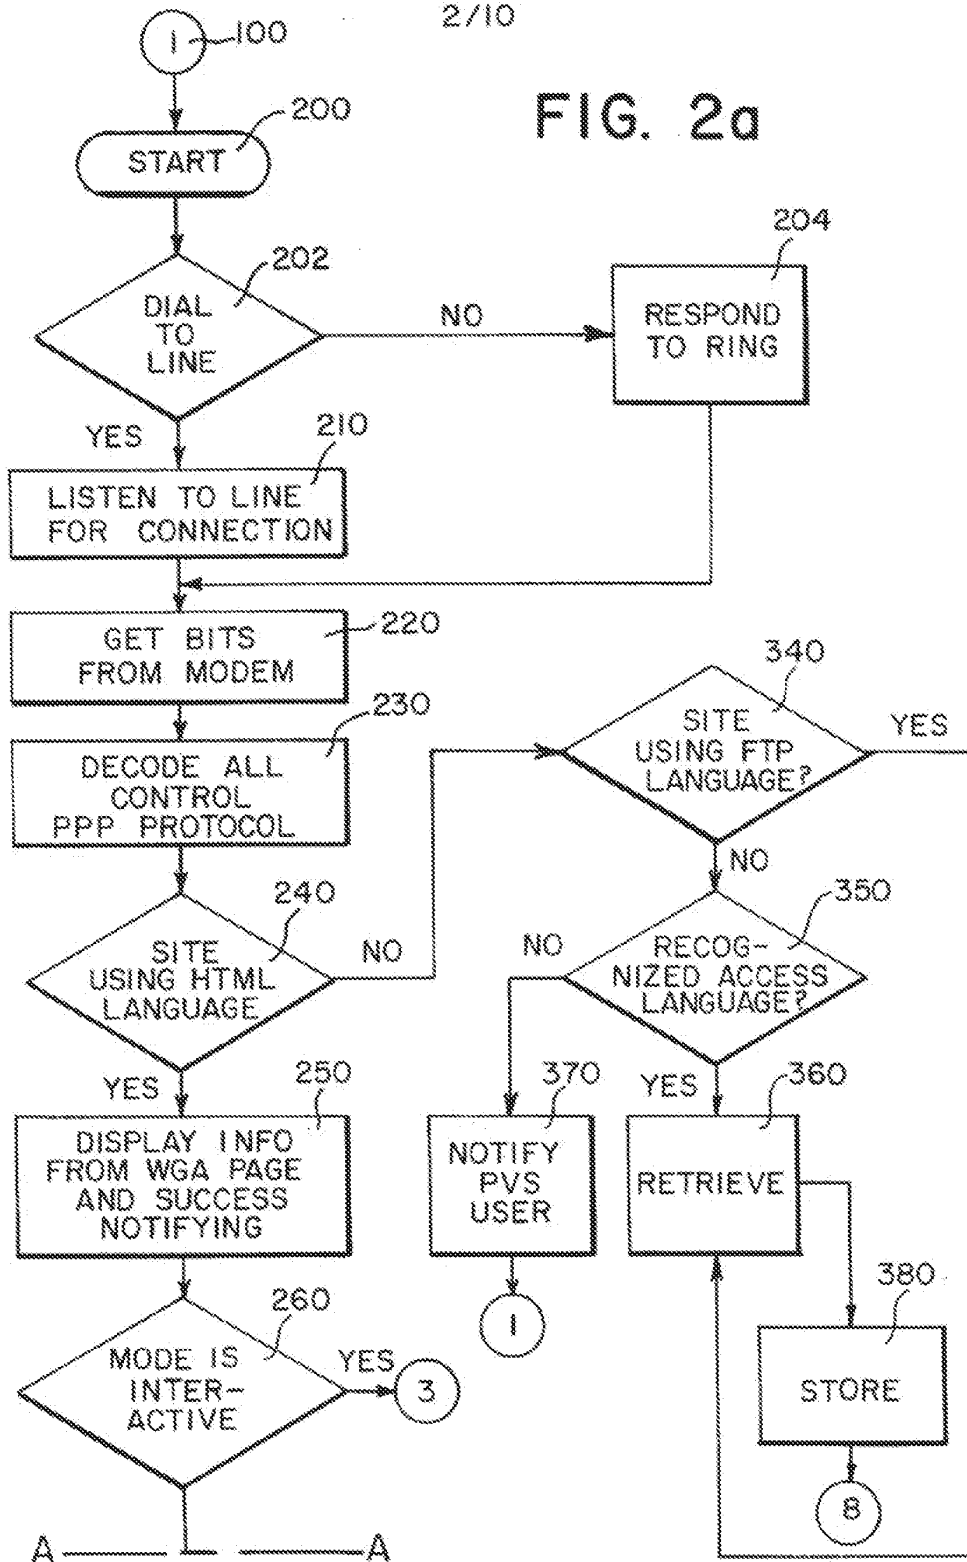 2/10
1
100
FIG. 2a
200
START
202
DIAL
TO
LINE
NO
204
RESPOND
TO RING
YES
210
LISTEN TO LINE
FOR CONNECTION
220
GET BITS
FROM MODEM
230
DECODE ALL
CONTROL
PPP PROTOCOL
240
SITE
USING HTML
LANGUAGE
NO
340
SITE
USING FTP
LANGUAGE?
YES
NO
350
RECOG-
NIZED ACCESS
LANGUAGE?
NO
YES
YES
250
DISPLAY INFO
FROM WGA PAGE
AND SUCCESS
NOTIFYING
370
NOTIFY
PVS
USER
1
360
RETRIEVE
380
STORE
8
260
MODE IS
INTER-
ACTIVE
YES
3
A
A